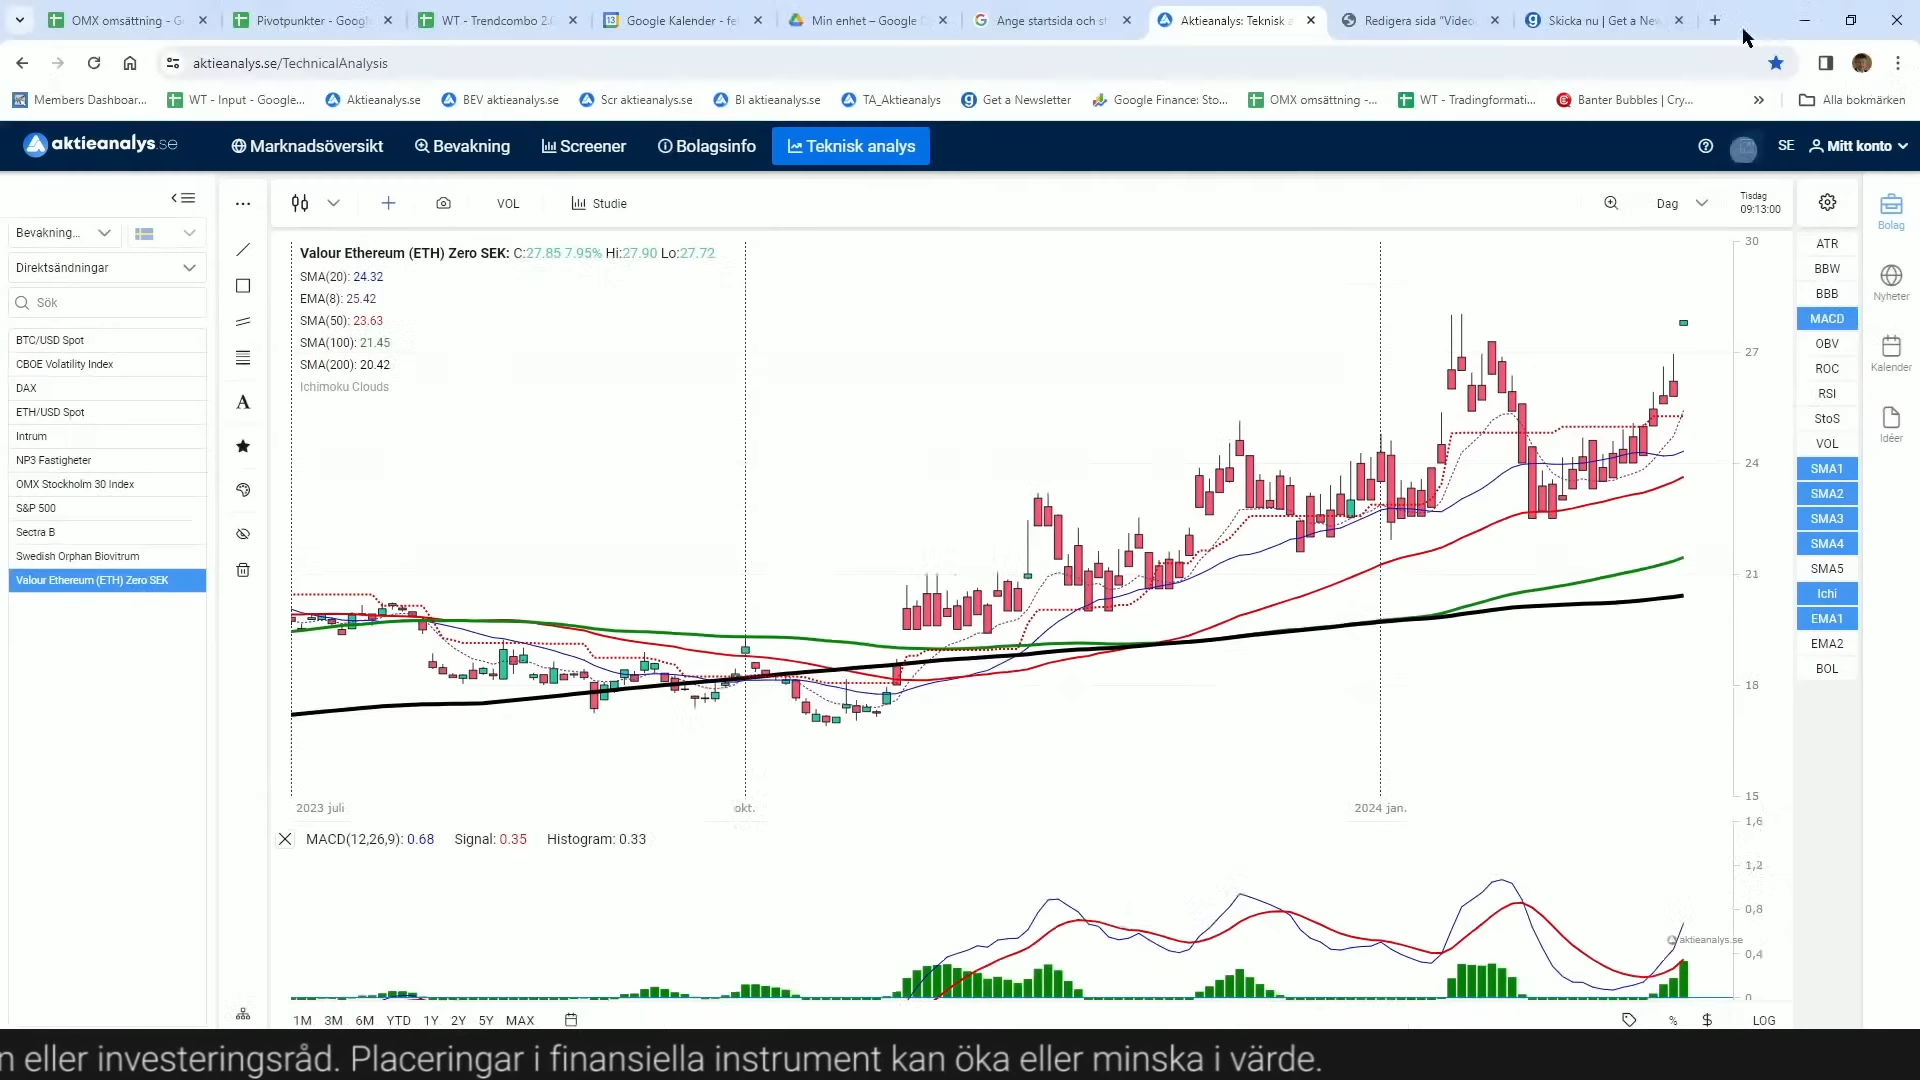 OMX omsättning - G
Pivotpunkter - Goog
WT - Trendcombo 2.
Google Kalender - fe
Min enhet – Google
Ange startsida och s
Aktieanalys: Teknisk a
Redigera sida "Video
Skicka nu | Get a New
aktieanalys.se/TechnicalAnalysis
Members Dashboar...
WT - Input - Google...
Aktieanalys.se
BEV aktieanalys.se
Scr aktieanalys.se
BI aktieanalys.se
TA_Aktieanalys
Get a Newsletter
Google Finance: Sto...
OMX omsättning -...
WT - Tradingformati...
Banter Bubbles | Cry...
Alla bokmärken
aktieanalys.se
Marknadsöversikt
Bevakning
Screener
Bolagsinfo
Teknisk analys
SE
Mitt konto
VOL
Studie
Dag
Tisdag
09:13:00
Bevakning...
Direktsändningar
Sök
BTC/USD Spot
CBOE Volatility Index
DAX
ETH/USD Spot
Intrum
NP3 Fastigheter
OMX Stockholm 30 Index
S&P 500
Sectra B
Swedish Orphan Biovitrum
Valour Ethereum (ETH) Zero SEK
Valour Ethereum (ETH) Zero SEK: C:27.85 7.95% Hi:27.90 Lo:27.72
SMA(20): 24.32
EMA(8): 25.42
SMA(50): 23.63
SMA(100): 21.45
SMA(200): 20.42
Ichimoku Clouds
30
27
24
21
18
15
2023 juli
okt.
2024 jan.
MACD(12,26,9): 0.68 Signal: 0.35 Histogram: 0.33
1,6
1,2
0,8
0,4
0
aktieanalys.se
1M 3M 6M YTD 1Y 2Y 5Y MAX
% $ LOG
ATR
BBW
BBB
MACD
OBV
ROC
RSI
StoS
VOL
SMA1
SMA2
SMA3
SMA4
SMA5
Ichi
EMA1
EMA2
BOL
Bolag
Nyheter
Kalender
Idéer
n eller investeringsråd. Placeringar i finansiella instrument kan öka eller minska i värde.